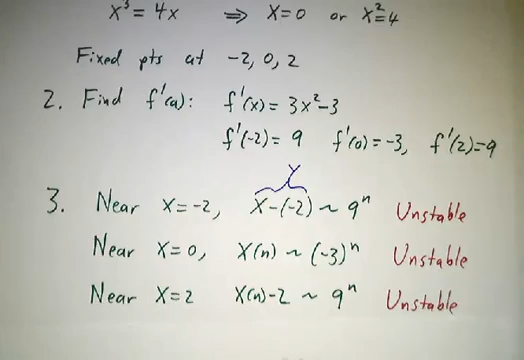 x³ = 4x ⟹ x=0 or x²=4
Fixed pts at -2, 0, 2
2. Find f'(a): f'(x) = 3x²-3
f'(-2) = 9 f'(0) = -3, f'(2)=9
y
3. Near x=-2, x-(-2) ~ 9ⁿ Unstable
Near x=0, x(n) ~ (-3)ⁿ Unstable
Near x=2 x(n)-2 ~ 9ⁿ Unstable